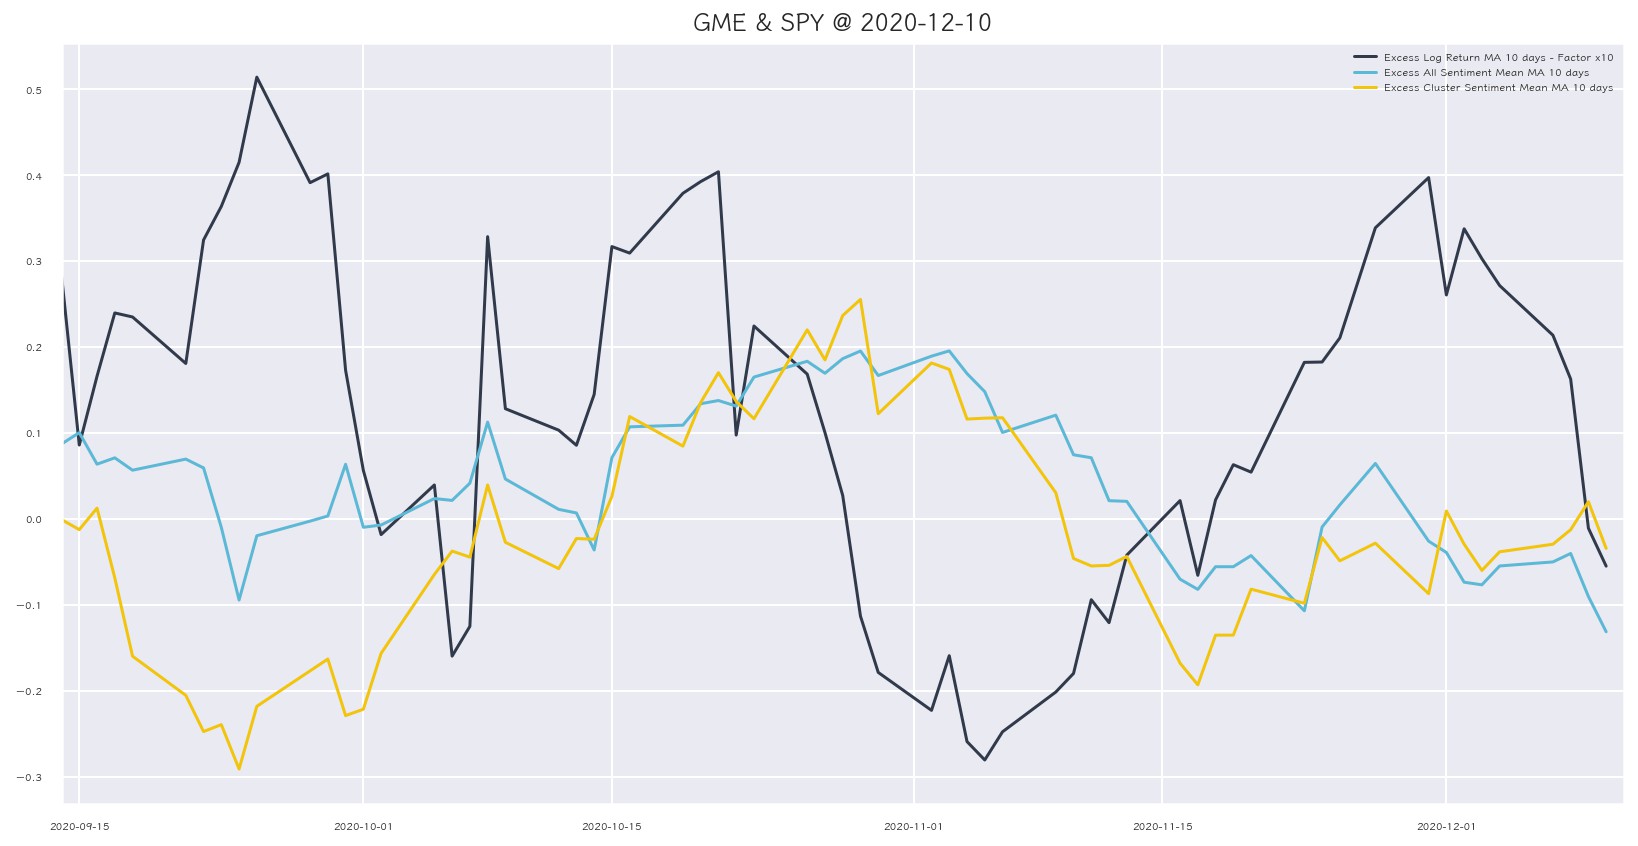 GME & SPY @ 2020-12-10
Excess Log Return MA 10 days - Factor x10
Excess All Sentiment Mean MA 10 days
Excess Cluster Sentiment Mean MA 10 days
0.5
0.4
0.3
0.2
0.1
0.0
−0.1
−0.2
−0.3
2020-09-15 2020-10-01 2020-10-15 2020-11-01 2020-11-15 2020-12-01